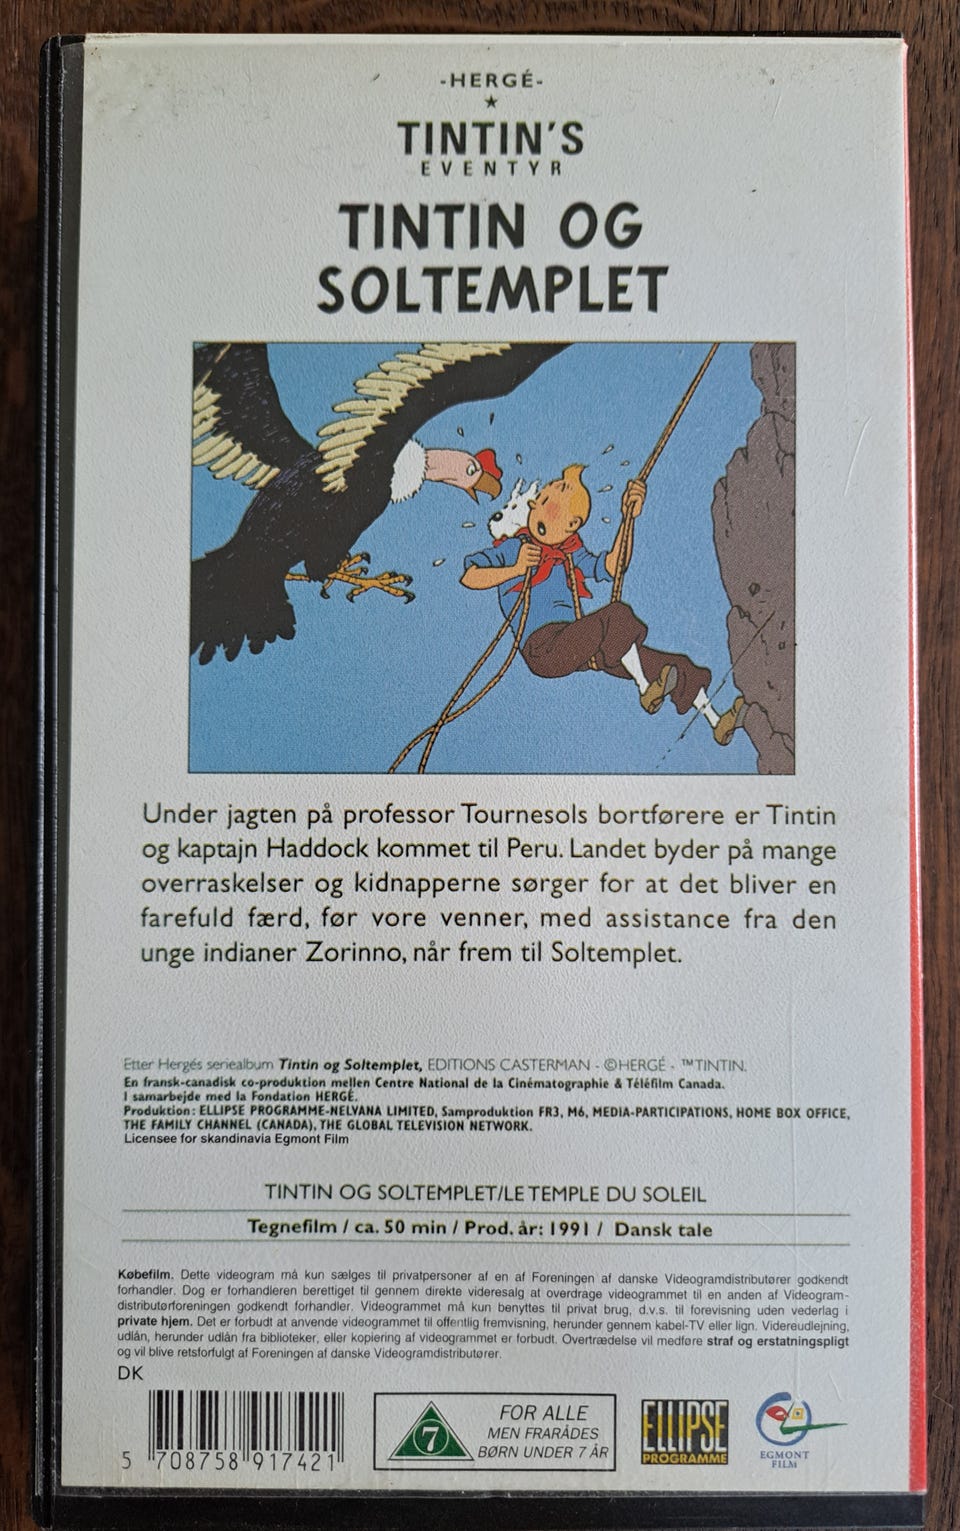 -HERGÉ-
TINTIN'S
EVENTYR
TINTIN OG
SOLTEMPLET
Under jagten på professor Tournesols bortførere er Tintin
og kaptajn Haddock kommet til Peru. Landet byder på mange
overraskelser og kidnapperne sørger for at det bliver en
farefuld færd, før vore venner, med assistance fra den
unge indianer Zorinno, når frem til Soltemplet.
Etter Hergés seriealbum Tintin og Soltemplet, EDITIONS CASTERMAN - ©HERGÉ - ™TINTIN.
En fransk-canadisk co-produktion mellen Centre National de la Cinématographie & Téléfilm Canada.
I samarbejde med la Fondation HERGÉ.
Produktion: ELLIPSE PROGRAMME-NELVANA LIMITED, Samproduktion FR3, M6, MEDIA-PARTICIPATIONS, HOME BOX OFFICE,
THE FAMILY CHANNEL (CANADA), THE GLOBAL TELEVISION NETWORK.
Licensee for skandinavia Egmont Film
TINTIN OG SOLTEMPLET/LE TEMPLE DU SOLEIL
Tegnefilm / ca. 50 min / Prod. år: 1991 / Dansk tale
Købefilm. Dette videogram må kun sælges til privatpersoner af en af Foreningen af danske Videogramdistributører godkendt
forhandler. Dog er forhandleren berettiget til gennem direkte videresalg at overdrage videogrammet til en anden af Videogram-
distributørforeningen godkendt forhandler. Videogrammet må kun benyttes til privat brug, d.v.s. til forevisning uden vederlag i
private hjem. Det er forbudt at anvende videogrammet til offentlig fremvisning, herunder gennem kabel-TV eller lign. Videreudlejning,
udlån, herunder udlån fra biblioteker, eller kopiering af videogrammet er forbudt. Overtrædelse vil medføre straf og erstatningspligt
og vil blive retsforfulgt af Foreningen af danske Videogramdistributører.
DK
5 708758 917421
7
FOR ALLE
MEN FRARÅDES
BØRN UNDER 7 ÅR
ELLIPSE
PROGRAMME
EGMONT
FILM